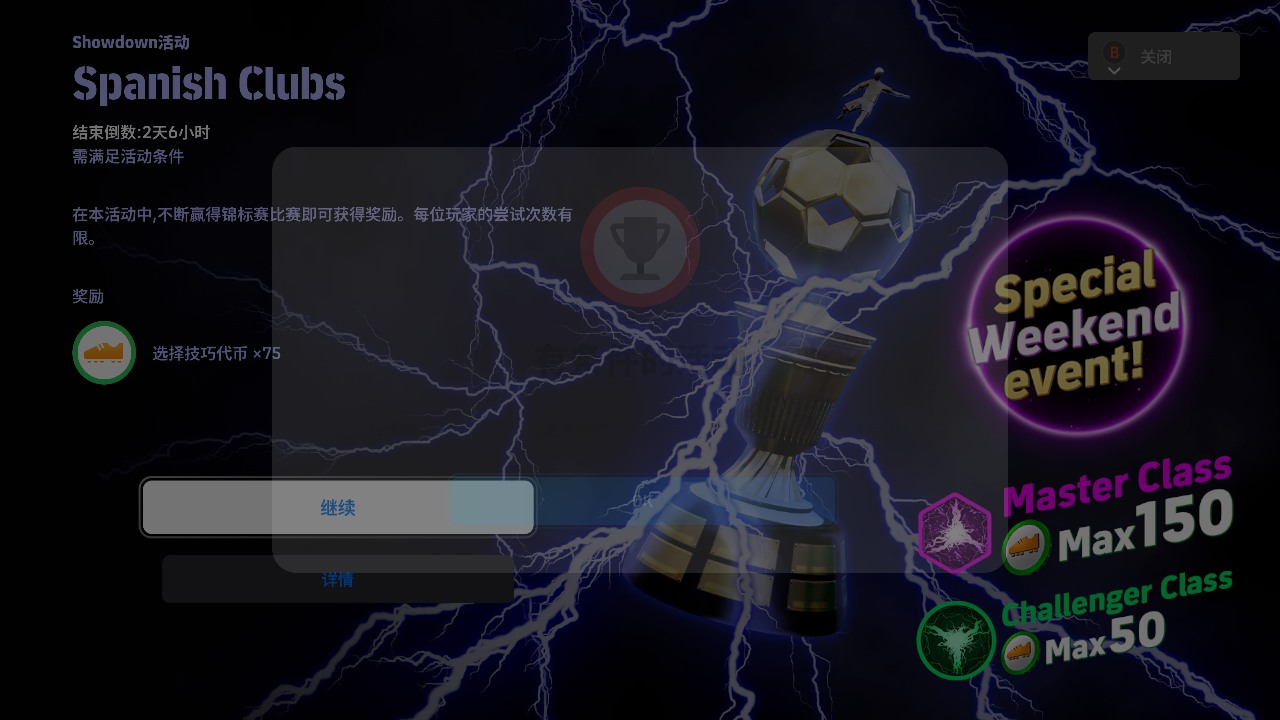 Showdown活动
Spanish Clubs
结束倒数:2天6小时
需满足活动条件
在本活动中,不断赢得锦标赛比赛即可获得奖励。每位玩家的尝试次数有
限。
奖励
选择技巧代币 ×75
继续
详情
B 关闭
Special
Weekend
event!
Master Class
Max150
Challenger Class
Max50